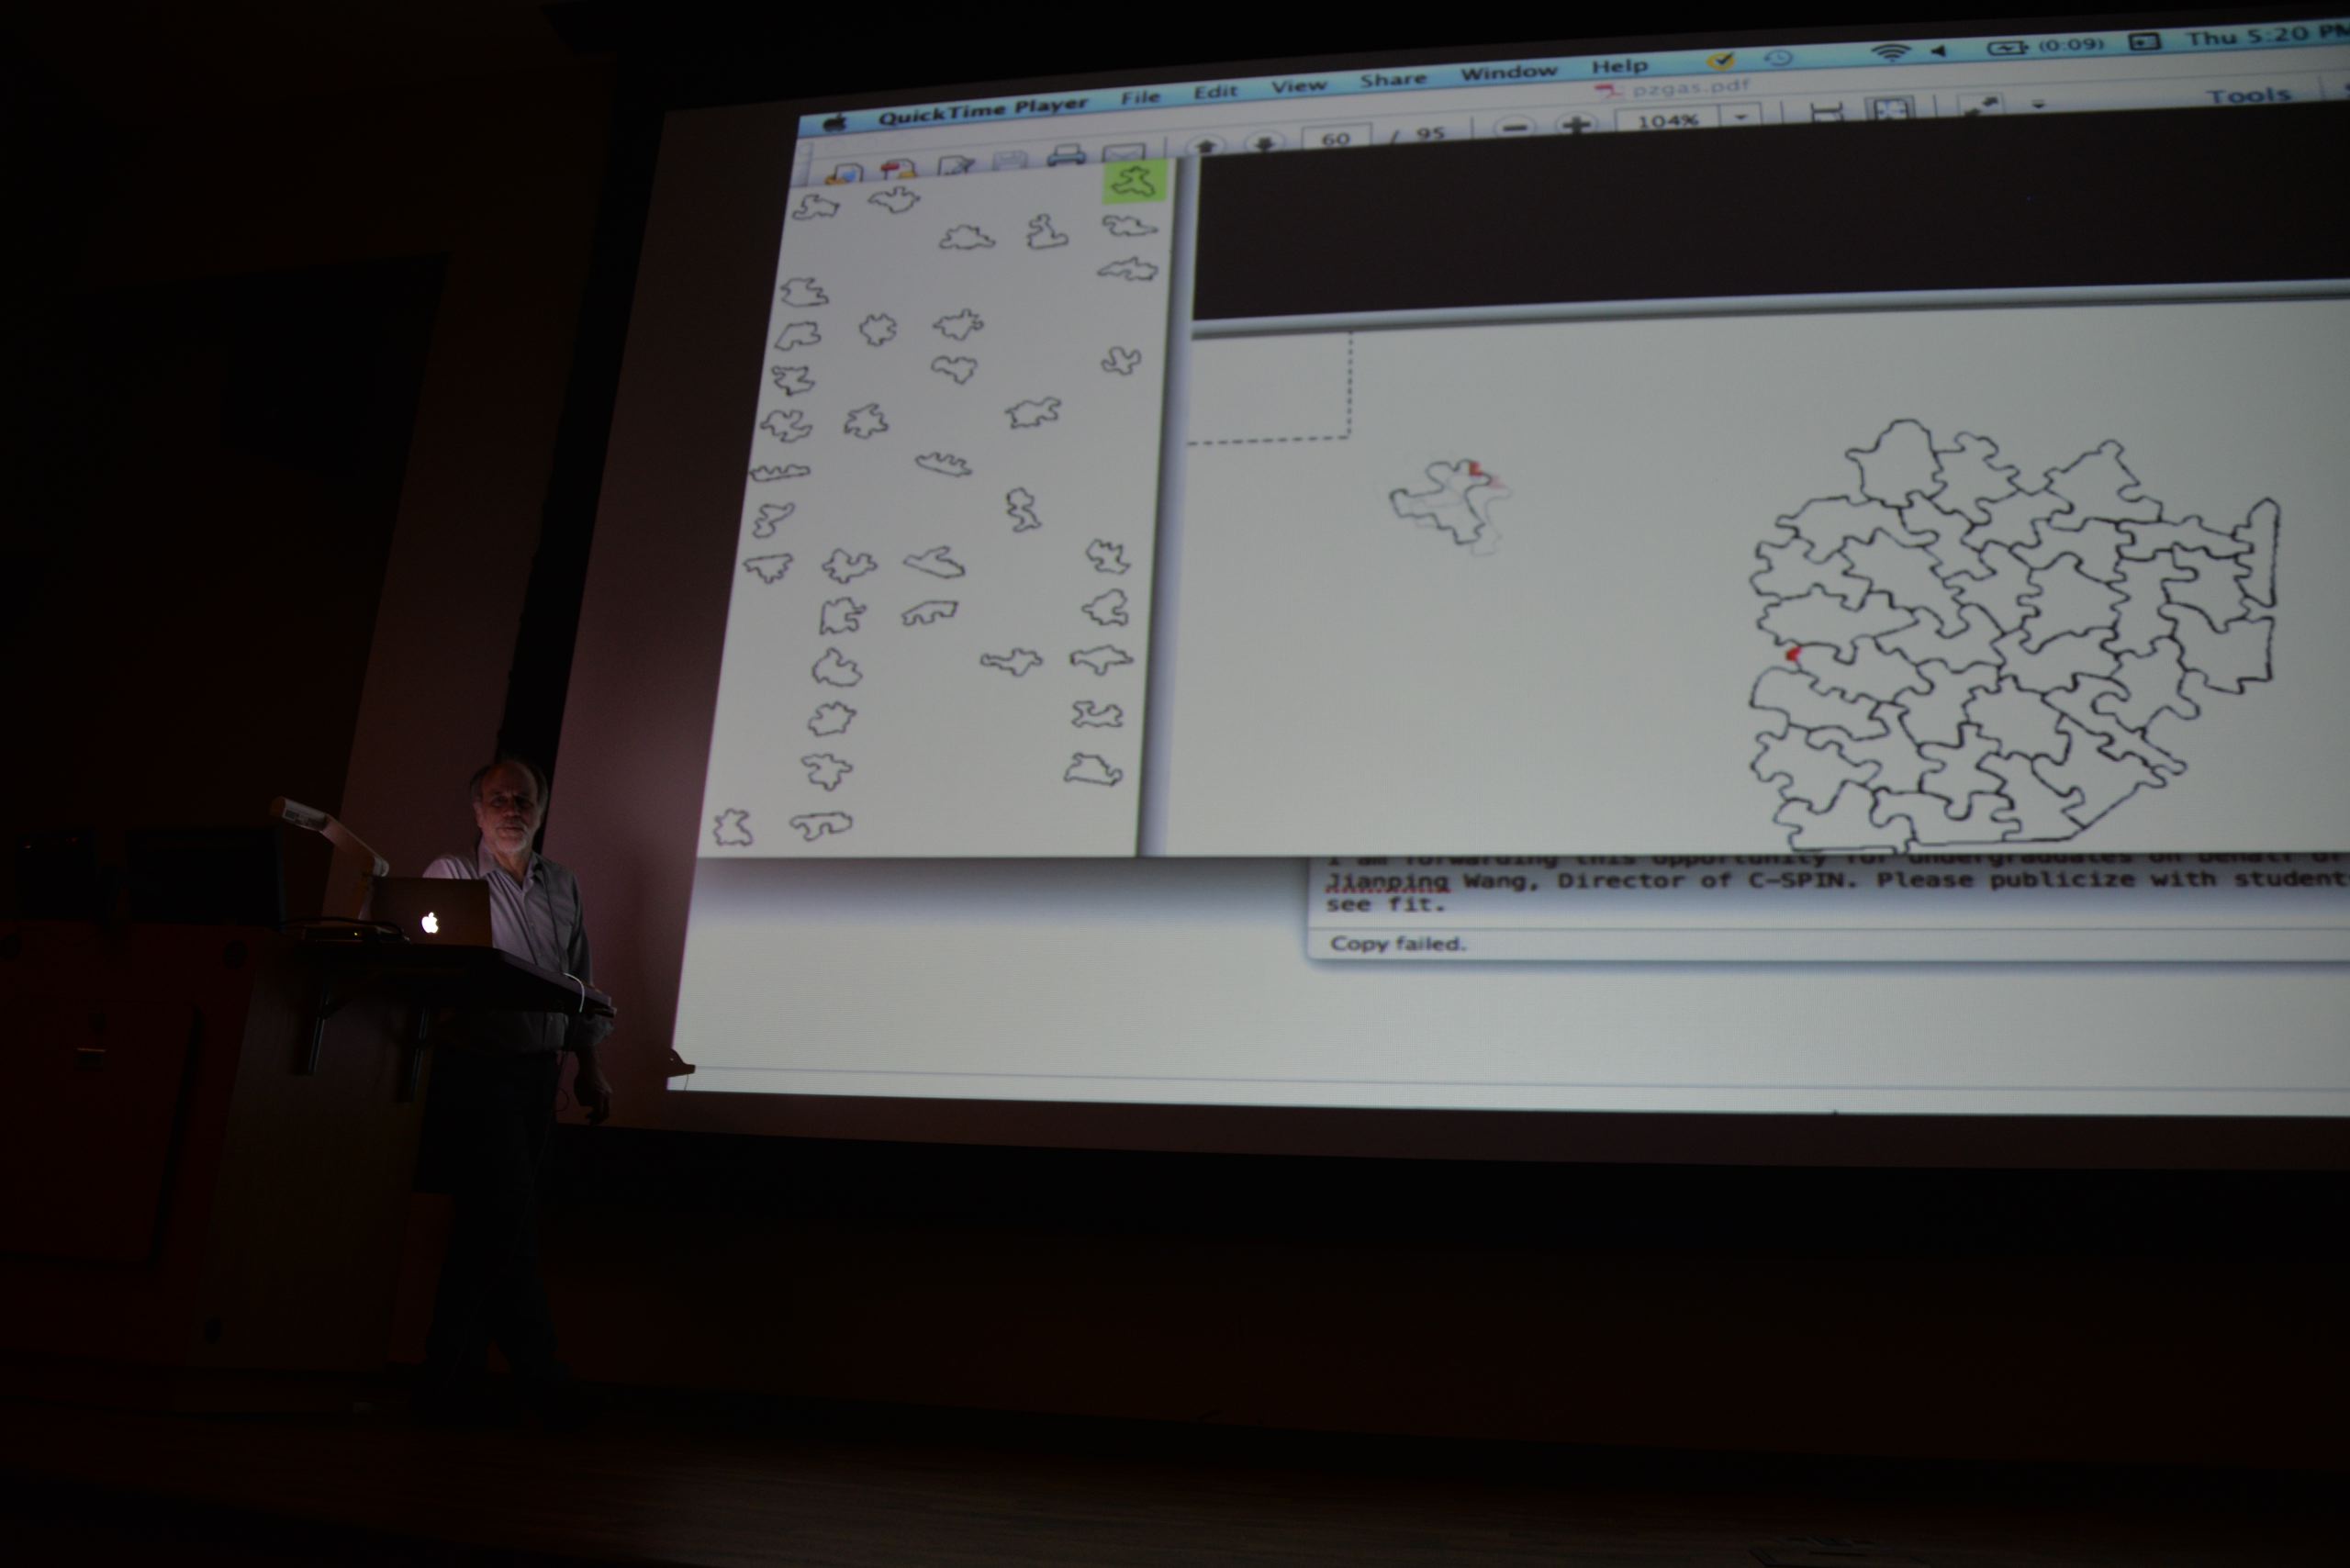 QuickTime Player File Edit View Share Window Help (0:09) Thu 5:20 PM
pzgas.pdf
60 / 95 104% Tools
I am forwarding this opportunity for undergraduates on behalf of
Jianping Wang, Director of C-SPIN. Please publicize with student
see fit.
Copy failed.